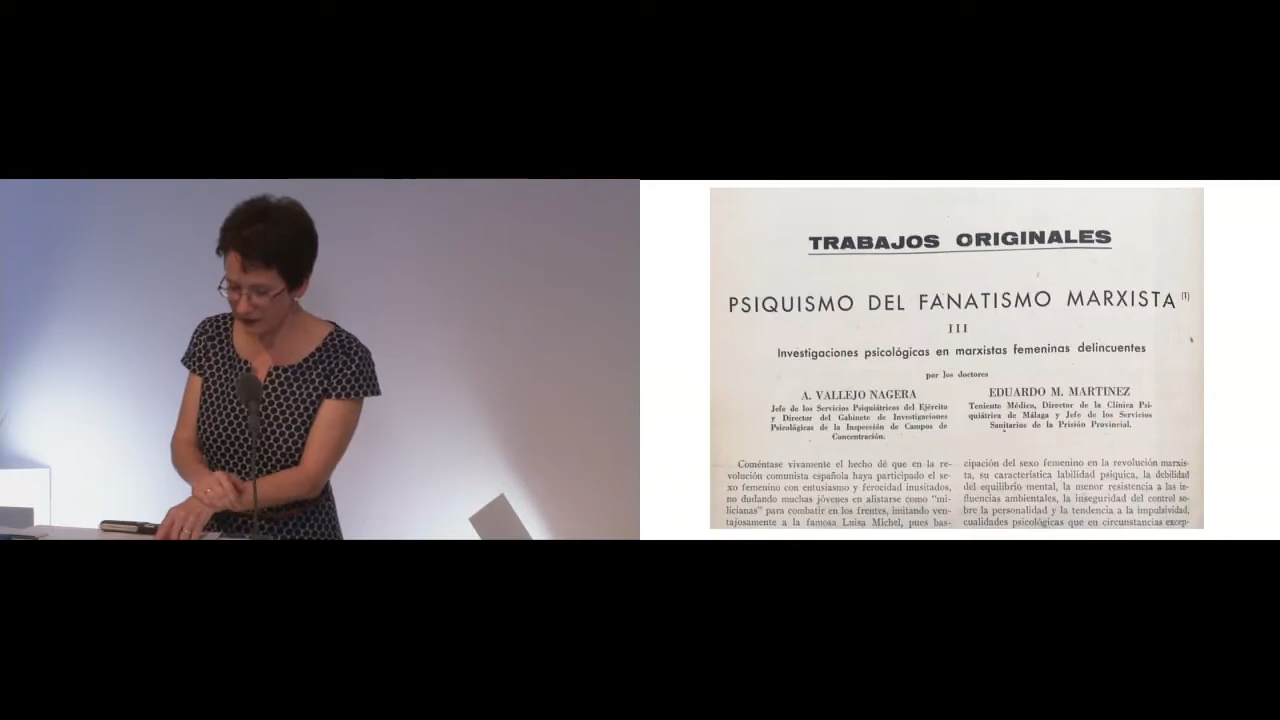 TRABAJOS ORIGINALES
PSIQUISMO DEL FANATISMO MARXISTA (1)
III
Investigaciones psicológicas en marxistas femeninas delincuentes
por los doctores
A. VALLEJO NAGERA
Jefe de los Servicios Psiquiátricos del Ejército
y Director del Gabinete de Investigaciones
Psicológicas de la Inspección de Campos de
Concentración.
EDUARDO M. MARTINEZ
Teniente Médico, Director de la Clínica Psi-
quiátrica de Málaga y Jefe de los Servicios
Sanitarios de la Prisión Provincial.
Coméntase vivamente el hecho de que en la re-
volución comunista española haya participado el se-
xo femenino con entusiasmo y ferocidad inusitados,
no dudando muchas jóvenes en alistarse como "mi-
licianas" para combatir en los frentes, imitando ven-
tajosamente a la famosa Luisa Michel, pues bas-
cipación del sexo femenino en la revolución marxis-
ta, su característica labilidad psíquica, la debilidad
del equilibrio mental, la menor resistencia a las in-
fluencias ambientales, la inseguridad del control so-
bre la personalidad y la tendencia a la impulsividad,
cualidades psicológicas que en circunstancias excep-